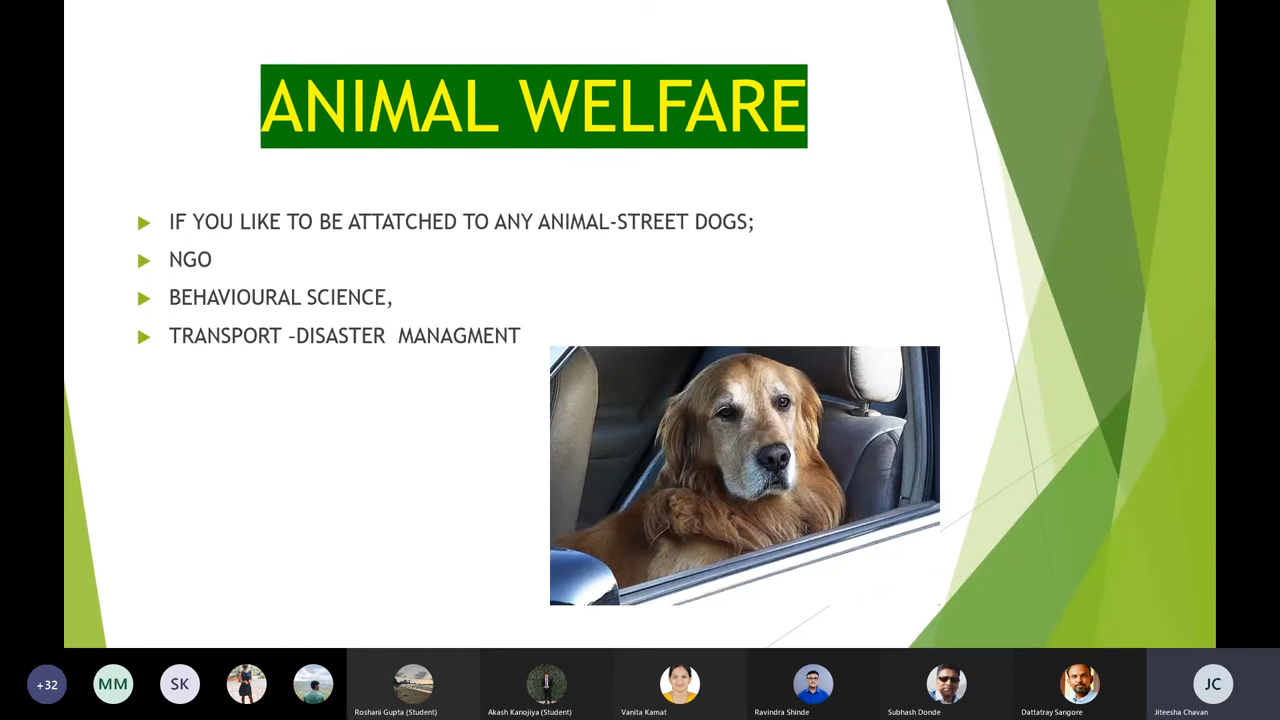 ANIMAL WELFARE
IF YOU LIKE TO BE ATTATCHED TO ANY ANIMAL-STREET DOGS;
NGO
BEHAVIOURAL SCIENCE,
TRANSPORT –DISASTER MANAGMENT
+32
MM
SK
JC
Roshani Gupta (Student)
Akash Kanojiya (Student)
Vanita Kamat
Ravindra Shinde
Subhash Donde
Dattatray Sangore
Jiteesha Chavan